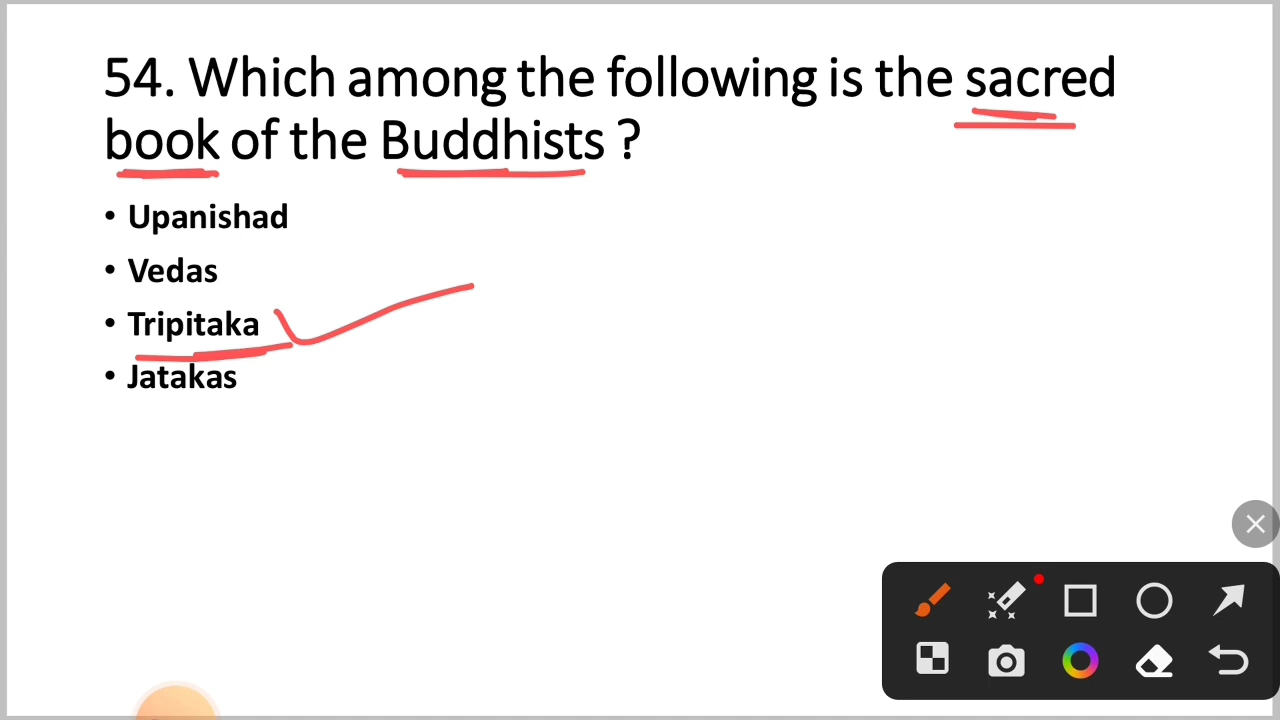 54. Which among the following is the sacred
book of the Buddhists ?
• Upanishad
• Vedas
• Tripitaka
• Jatakas